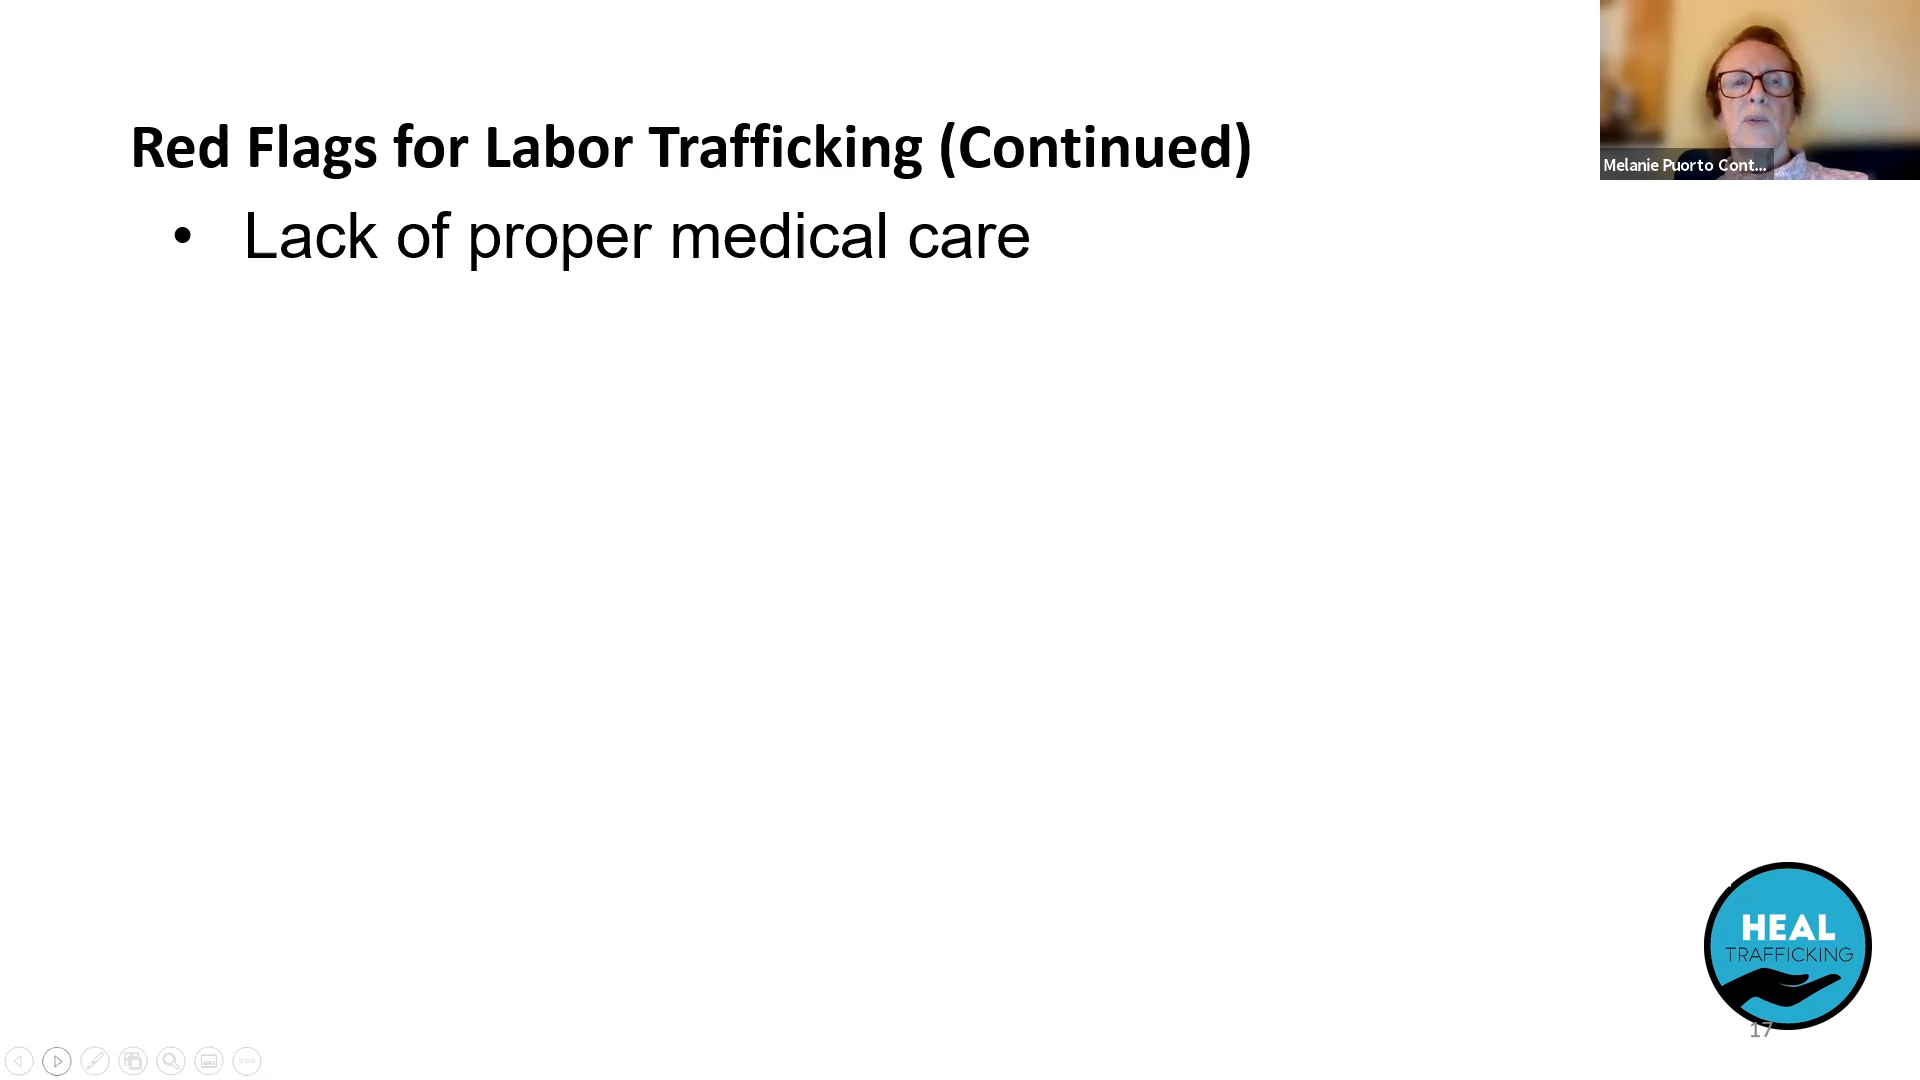 Red Flags for Labor Trafficking (Continued)
• Lack of proper medical care
Melanie Puorto Cont...
HEAL
TRAFFICKING
17